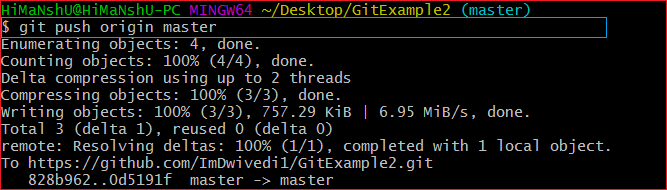 HiMaNshU@HiMaNshU-PC MINGW64 ~/Desktop/GitExample2 (master)
$ git push origin master
Enumerating objects: 4, done.
Counting objects: 100% (4/4), done.
Delta compression using up to 2 threads
Compressing objects: 100% (3/3), done.
Writing objects: 100% (3/3), 757.29 KiB | 6.95 MiB/s, done.
Total 3 (delta 1), reused 0 (delta 0)
remote: Resolving deltas: 100% (1/1), completed with 1 local object.
To https://github.com/ImDwivedi1/GitExample2.git
   828b962..0d5191f  master -> master